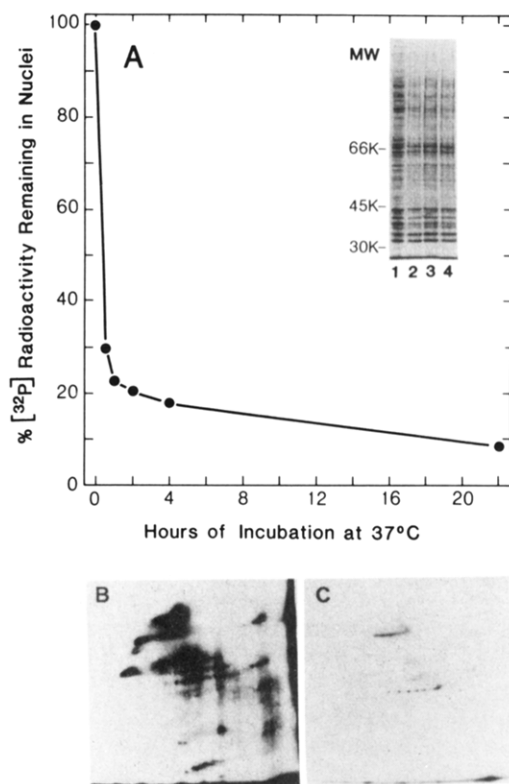 100
80
60
40
20
0
% [³²P] Radioactivity Remaining in Nuclei
A
MW
66K-
45K-
30K-
1 2 3 4
0 4 8 12 16 20
Hours of Incubation at 37°C
B
C